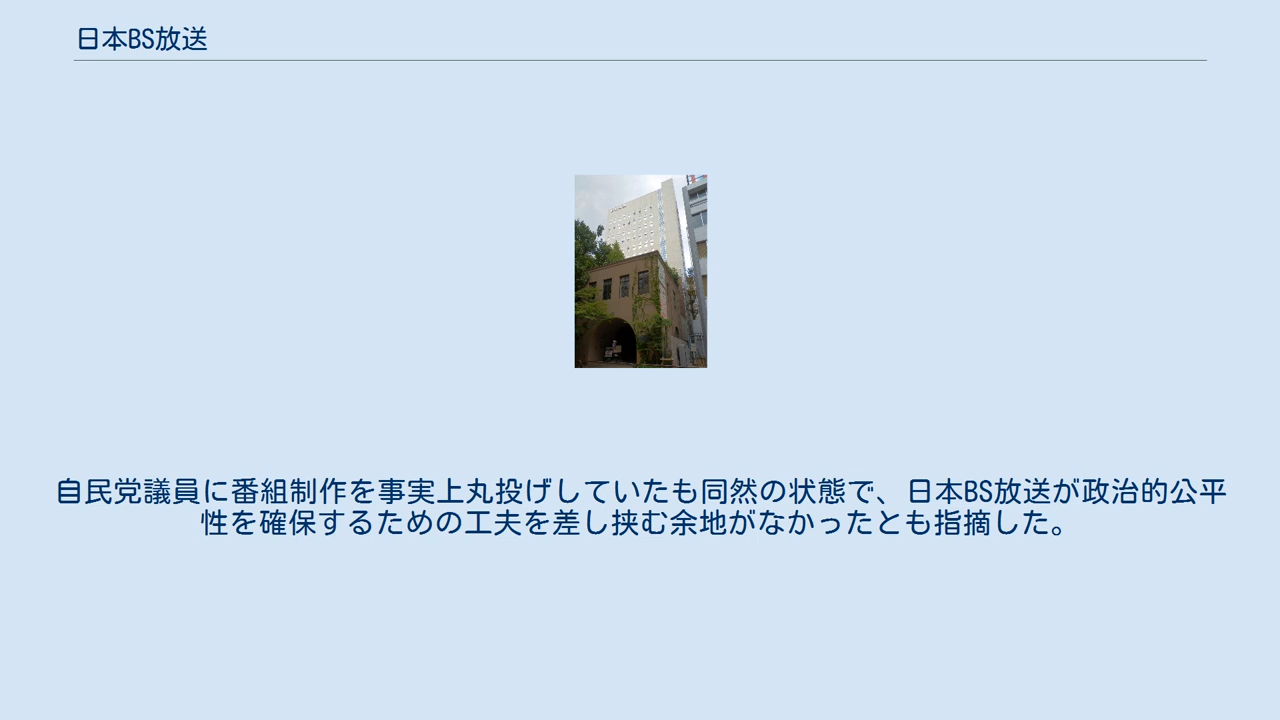 日本BS放送
自民党議員に番組制作を事実上丸投げしていたも同然の状態で、日本BS放送が政治的公平
性を確保するための工夫を差し挟む余地がなかったとも指摘した。